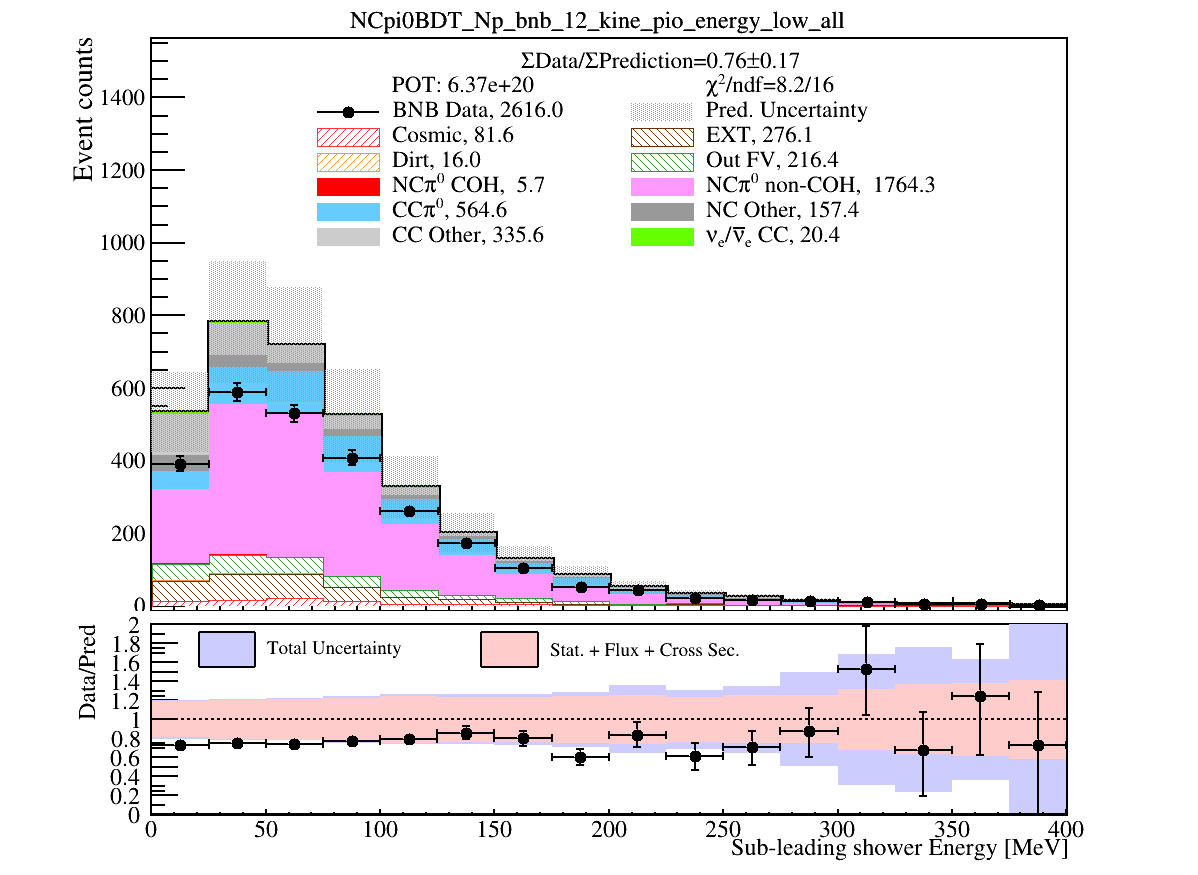 NCpi0BDT_Np_bnb_12_kine_pio_energy_low_all
ΣData/ΣPrediction=0.76±0.17
POT: 6.37e+20
χ²/ndf=8.2/16
BNB Data, 2616.0
Pred. Uncertainty
Cosmic, 81.6
EXT, 276.1
Dirt, 16.0
Out FV, 216.4
NCπ⁰ COH, 5.7
NCπ⁰ non-COH, 1764.3
CCπ⁰, 564.6
NC Other, 157.4
CC Other, 335.6
νₑ/ν̅ₑ CC, 20.4
Event counts
1400
1200
1000
800
600
400
200
0
Total Uncertainty
Stat. + Flux + Cross Sec.
Data/Pred
2
1.8
1.6
1.4
1.2
1
0.8
0.6
0.4
0.2
0
0 50 100 150 200 250 300 350 400
Sub-leading shower Energy [MeV]